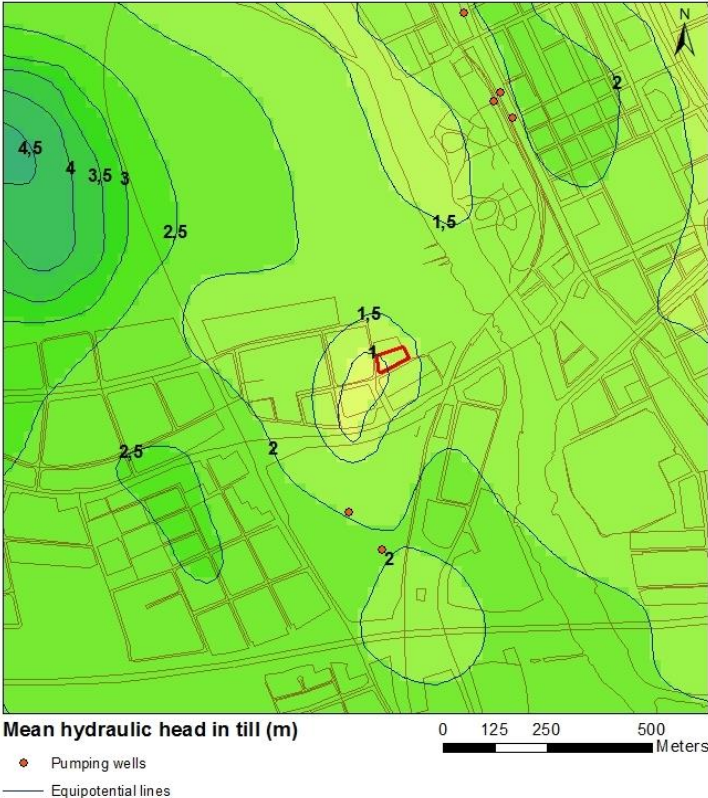 N
2
4,5
4
3,5
3
1,5
2.5
1,5
1
2,5
2
2
Mean hydraulic head in till (m)
0 125 250 500
Meters
Pumping wells
Equipotential lines